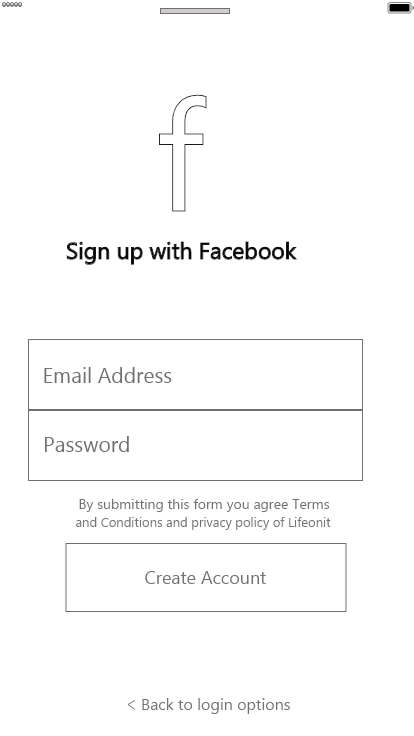 f
Sign up with Facebook
Email Address
Password
By submitting this form you agree Terms
and Conditions and privacy policy of Lifeonit
Create Account
< Back to login options